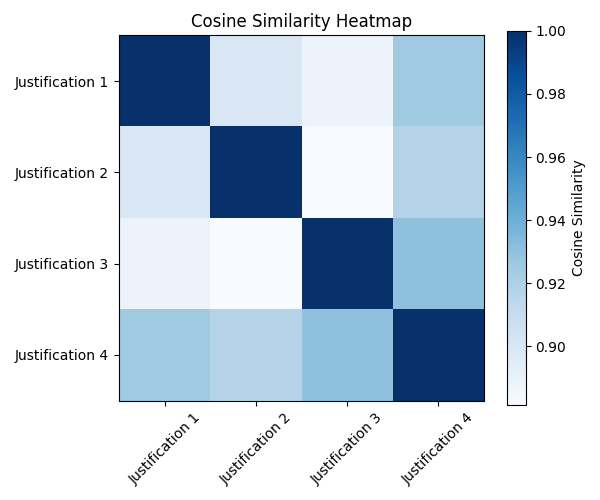 Cosine Similarity Heatmap
Justification 1
Justification 2
Justification 3
Justification 4
Justification 1
Justification 2
Justification 3
Justification 4
1.00
0.98
0.96
0.94
0.92
0.90
Cosine Similarity